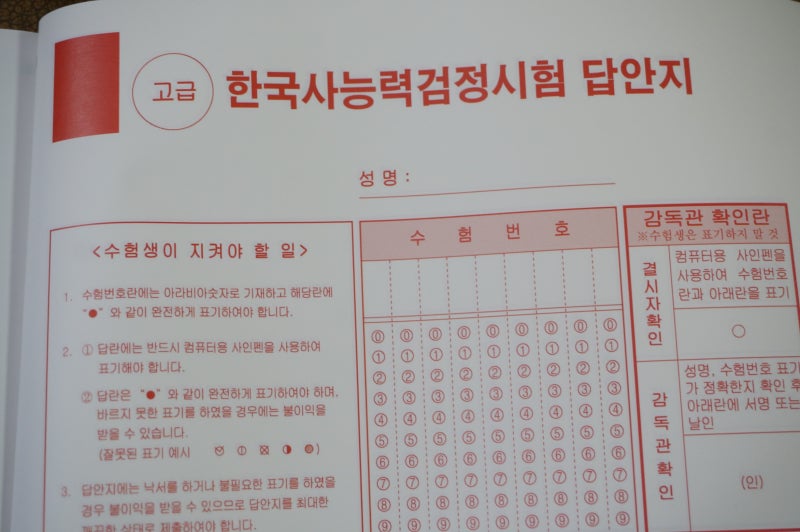 고급
한국사능력검정시험 답안지
성 명 :
<수험생이 지켜야 할 일>
1. 수험번호란에는 아라비아숫자로 기재하고 해당란에
"●" 와 같이 완전하게 표기하여야 합니다.
2. ① 답란에는 반드시 컴퓨터용 사인펜을 사용하여
표기해야 합니다.
② 답란은 "●"와 같이 완전하게 표기하여야 하며,
바르지 못한 표기를 하였을 경우에는 불이익을
받을 수 있습니다.
(잘못된 표기 예시
)
3. 답안지에는 낙서를 하거나 불필요한 표기를 하였을
경우 불이익을 받을 수 있으므로 답안지를 최대한
깨끗한 상태로 제출하여야 합니다.
수 험 번 호
⓪ ⓪ ⓪ ⓪ ⓪ ⓪ ⓪ ⓪ ⓪
① ① ① ① ① ① ① ① ①
② ② ② ② ② ② ② ② ②
③ ③ ③ ③ ③ ③ ③ ③ ③
④ ④ ④ ④ ④ ④ ④ ④ ④
⑤ ⑤ ⑤ ⑤ ⑤ ⑤ ⑤ ⑤ ⑤
⑥ ⑥ ⑥ ⑥ ⑥ ⑥ ⑥ ⑥ ⑥
⑦ ⑦ ⑦ ⑦ ⑦ ⑦ ⑦ ⑦ ⑦
⑧ ⑧ ⑧ ⑧ ⑧ ⑧ ⑧ ⑧ ⑧
⑨ ⑨ ⑨ ⑨ ⑨ ⑨ ⑨ ⑨ ⑨
감독관 확인란
※수험생은 표기하지 말 것
결시자확인
컴퓨터용 사인펜을
사용하여 수험번호
란과 아래란을 표기
○
감독관확인
성명, 수험번호 표기
가 정확한지 확인 후
아래란에 서명 또는
날인
(인)